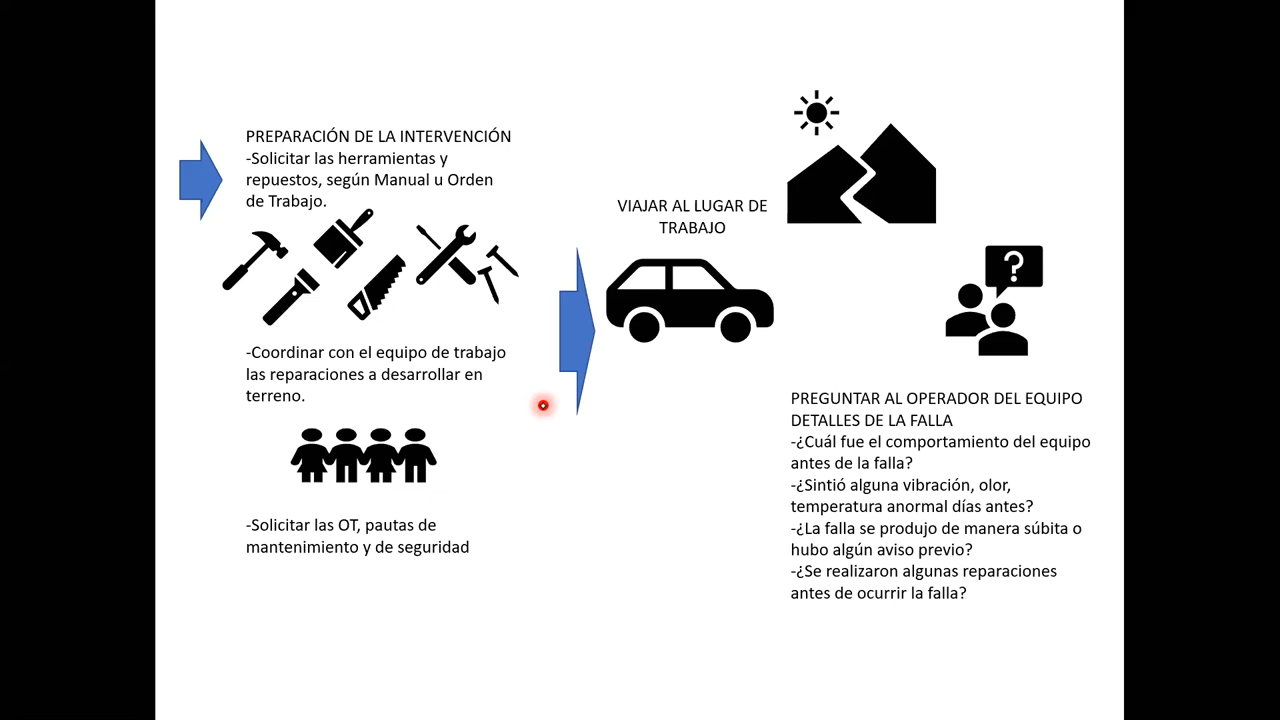 PREPARACIÓN DE LA INTERVENCIÓN
-Solicitar las herramientas y
repuestos, según Manual u Orden
de Trabajo.
-Coordinar con el equipo de trabajo
las reparaciones a desarrollar en
terreno.
-Solicitar las OT, pautas de
mantenimiento y de seguridad
VIAJAR AL LUGAR DE
TRABAJO
?
PREGUNTAR AL OPERADOR DEL EQUIPO
DETALLES DE LA FALLA
-¿Cuál fue el comportamiento del equipo
antes de la falla?
-¿Sintió alguna vibración, olor,
temperatura anormal días antes?
-¿La falla se produjo de manera súbita o
hubo algún aviso previo?
-¿Se realizaron algunas reparaciones
antes de ocurrir la falla?